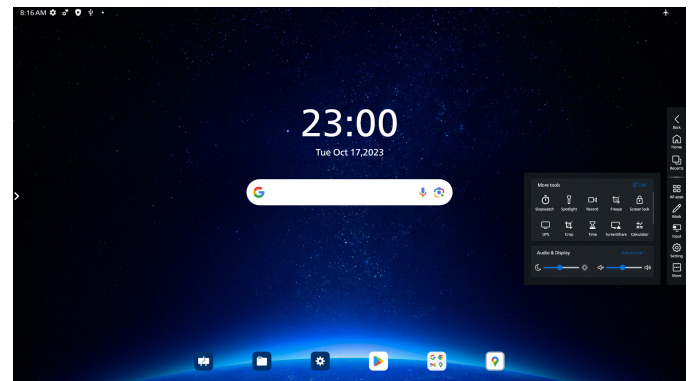 8:16 AM
23:00
Tue Oct 17,2023
Back
Home
Recents
All apps
Mark
Input
Setting
More
More tools
Edit
Stopwatch Spotlight Record Freeze Screen lock
OPS Crop Time ScreenShare Calculator
Audio & Display Advanced